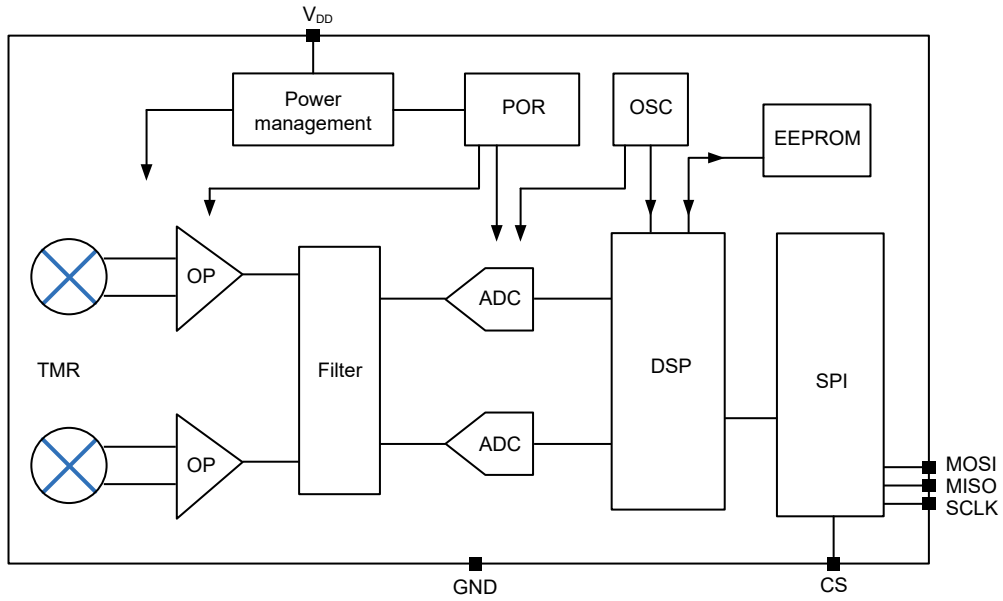 VDD
Power
management
POR
OSC
EEPROM
OP
ADC
TMR
Filter
DSP
SPI
OP
ADC
MOSI
MISO
SCLK
GND
CS